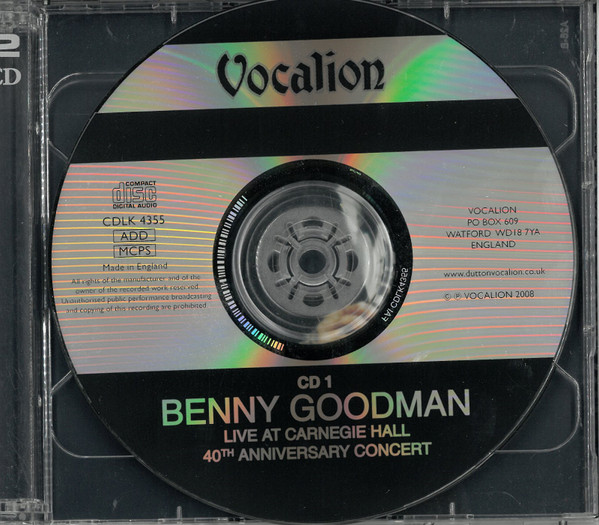 2
CD
Vocalion
COMPACT
disc
DIGITAL AUDIO
CDLK 4355
ADD
MCPS
Made in England
All rights of the manufacturer and of the
owner of the recorded work reserved.
Unauthorised public performance broadcasting
and copying of this recording are prohibited
VOCALION
PO BOX 609
WATFORD WD18 7YA
ENGLAND
www.duttonvocalion.co.uk
© ℗ VOCALION 2008
CD 1
BENNY GOODMAN
LIVE AT CARNEGIE HALL
40TH ANNIVERSARY CONCERT